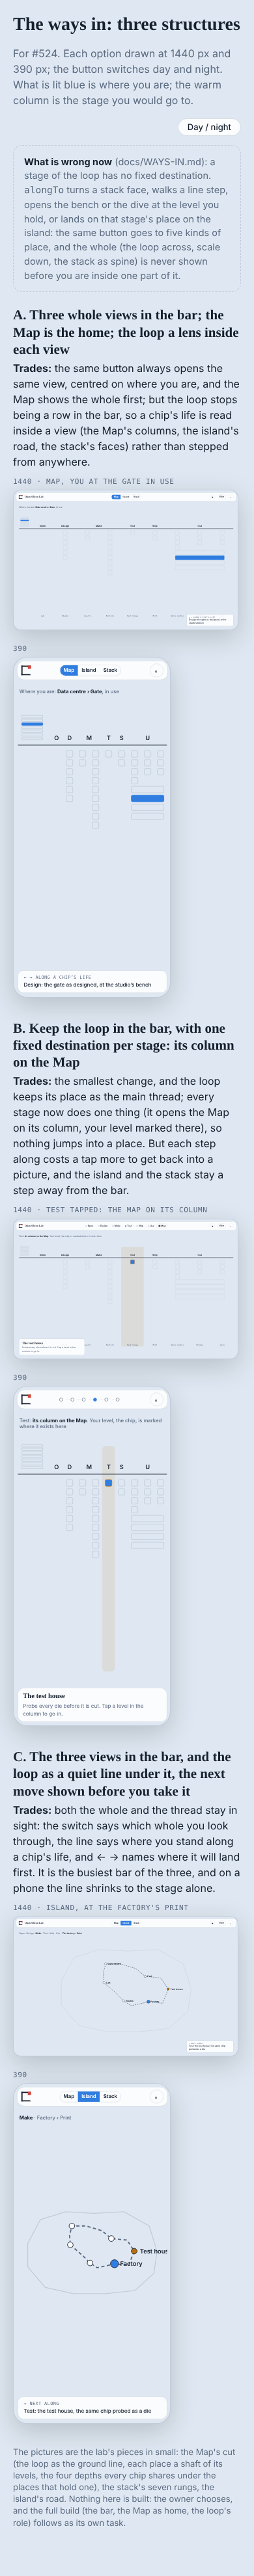 The ways in: three structures
For #524. Each option drawn at 1440 px and
390 px; the button switches day and night.
What is lit blue is where you are; the warm
column is the stage you would go to.
Day / night
What is wrong now (docs/WAYS-IN.md): a
stage of the loop has no fixed destination.
alongTo turns a stack face, walks a line step,
opens the bench or the dive at the level you
hold, or lands on that stage's place on the
island: the same button goes to five kinds of
place, and the whole (the loop across, scale
down, the stack as spine) is never shown
before you are inside one part of it.
A. Three whole views in the bar; the
Map is the home; the loop a lens inside
each view
Trades: the same button always opens the
same view, centred on where you are, and the
Map shows the whole first; but the loop stops
being a row in the bar, so a chip's life is read
inside a view (the Map's columns, the island's
road, the stack's faces) rather than stepped
from anywhere.
1440 · MAP, YOU AT THE GATE IN USE
390
Map Island Stack
Where you are: Data centre › Gate, in use
O D M T S U
← → ALONG A CHIP'S LIFE
Design: the gate as designed, at the studio's bench
B. Keep the loop in the bar, with one
fixed destination per stage: its column
on the Map
Trades: the smallest change, and the loop
keeps its place as the main thread; every
stage now does one thing (it opens the Map
on its column, your level marked there), so
nothing jumps into a place. But each step
along costs a tap more to get back into a
picture, and the island and the stack stay a
step away from the bar.
1440 · TEST TAPPED: THE MAP ON ITS COLUMN
The test house
390
Test: its column on the Map. Your level, the chip, is marked
where it exists here
O D M T S U
The test house
Probe every die before it is cut. Tap a level in the
column to go in.
C. The three views in the bar, and the
loop as a quiet line under it, the next
move shown before you take it
Trades: both the whole and the thread stay in
sight: the switch says which whole you look
through, the line says where you stand along
a chip's life, and ← → names where it will land
first. It is the busiest bar of the three, and on a
phone the line shrinks to the stage alone.
1440 · ISLAND, AT THE FACTORY'S PRINT
390
Map Island Stack
Make · Factory › Print
Test hou
Factory
→ NEXT ALONG
Test: the test house, the same chip probed as a die
The pictures are the lab's pieces in small: the Map's cut
(the loop as the ground line, each place a shaft of its
levels, the four depths every chip shares under the
places that hold one), the stack's seven rungs, the
island's road. Nothing here is built: the owner chooses,
and the full build (the bar, the Map as home, the loop's
role) follows as its own task.